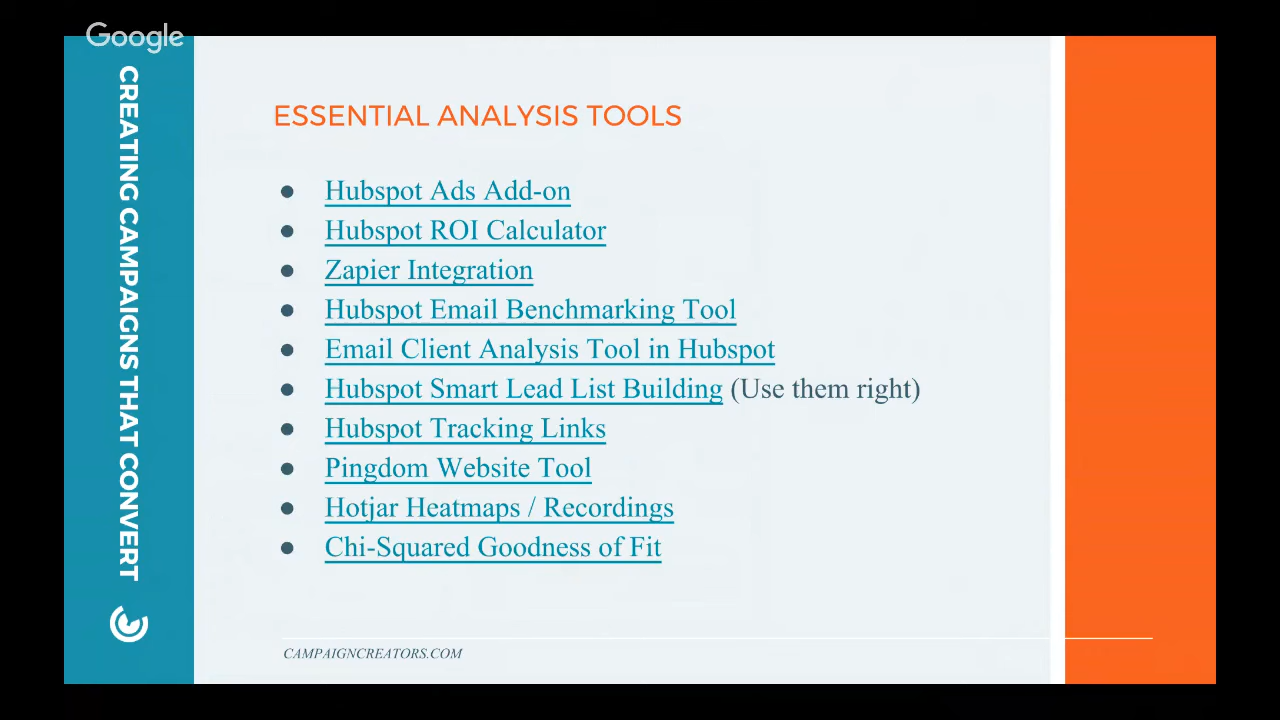 Google
CREATING CAMPAIGNS THAT CONVERT
ESSENTIAL ANALYSIS TOOLS
● Hubspot Ads Add-on
● Hubspot ROI Calculator
● Zapier Integration
● Hubspot Email Benchmarking Tool
● Email Client Analysis Tool in Hubspot
● Hubspot Smart Lead List Building (Use them right)
● Hubspot Tracking Links
● Pingdom Website Tool
● Hotjar Heatmaps / Recordings
● Chi-Squared Goodness of Fit
CAMPAIGNCREATORS.COM